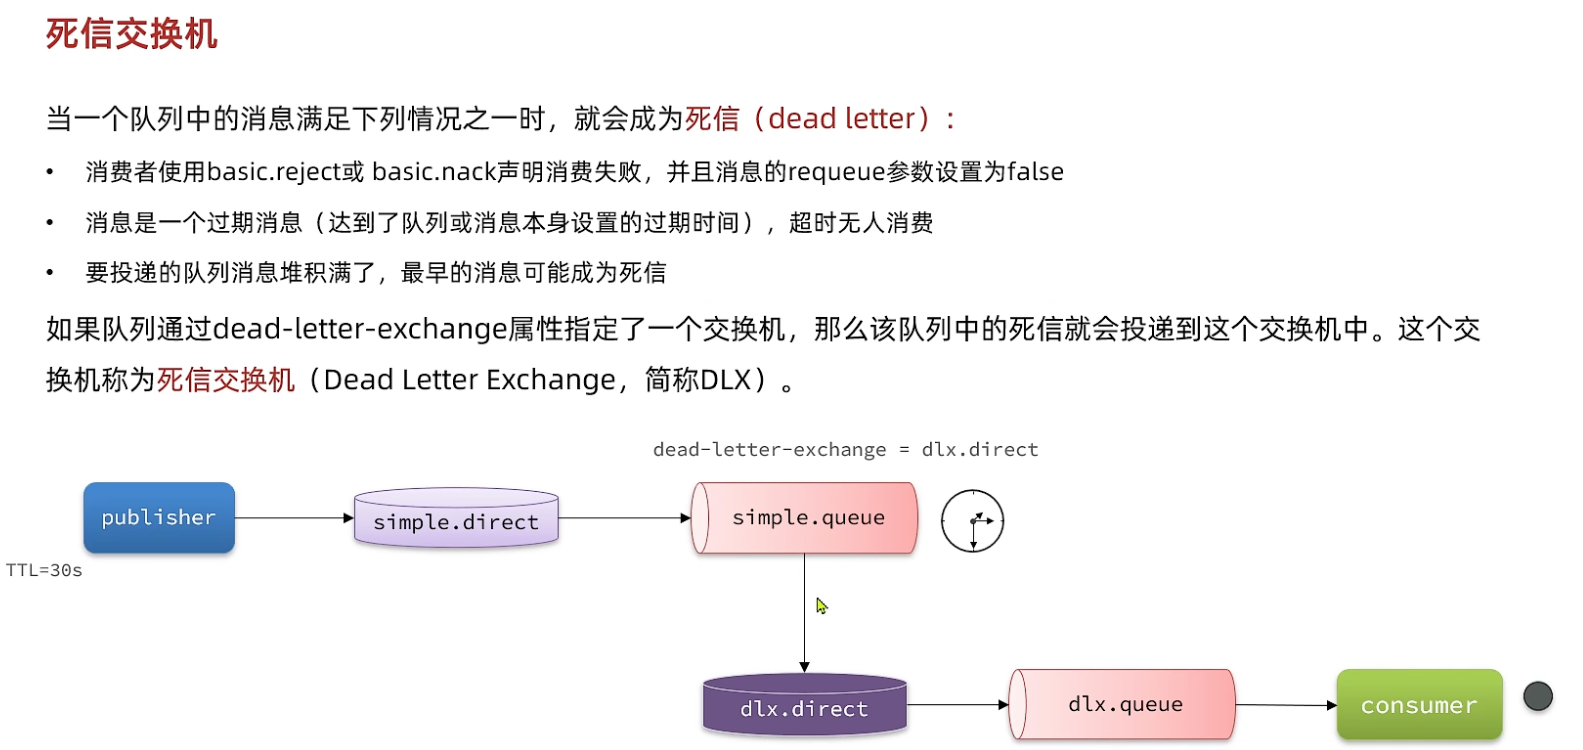 死信交换机
当一个队列中的消息满足下列情况之一时，就会成为死信（dead letter）：
• 消费者使用basic.reject或 basic.nack声明消费失败，并且消息的requeue参数设置为false
• 消息是一个过期消息（达到了队列或消息本身设置的过期时间），超时无人消费
• 要投递的队列消息堆积满了，最早的消息可能成为死信
如果队列通过dead-letter-exchange属性指定了一个交换机，那么该队列中的死信就会投递到这个交换机中。这个交
换机称为死信交换机（Dead Letter Exchange，简称DLX）。
dead-letter-exchange = dlx.direct
publisher
simple.direct
simple.queue
TTL=30s
dlx.direct
dlx.queue
consumer